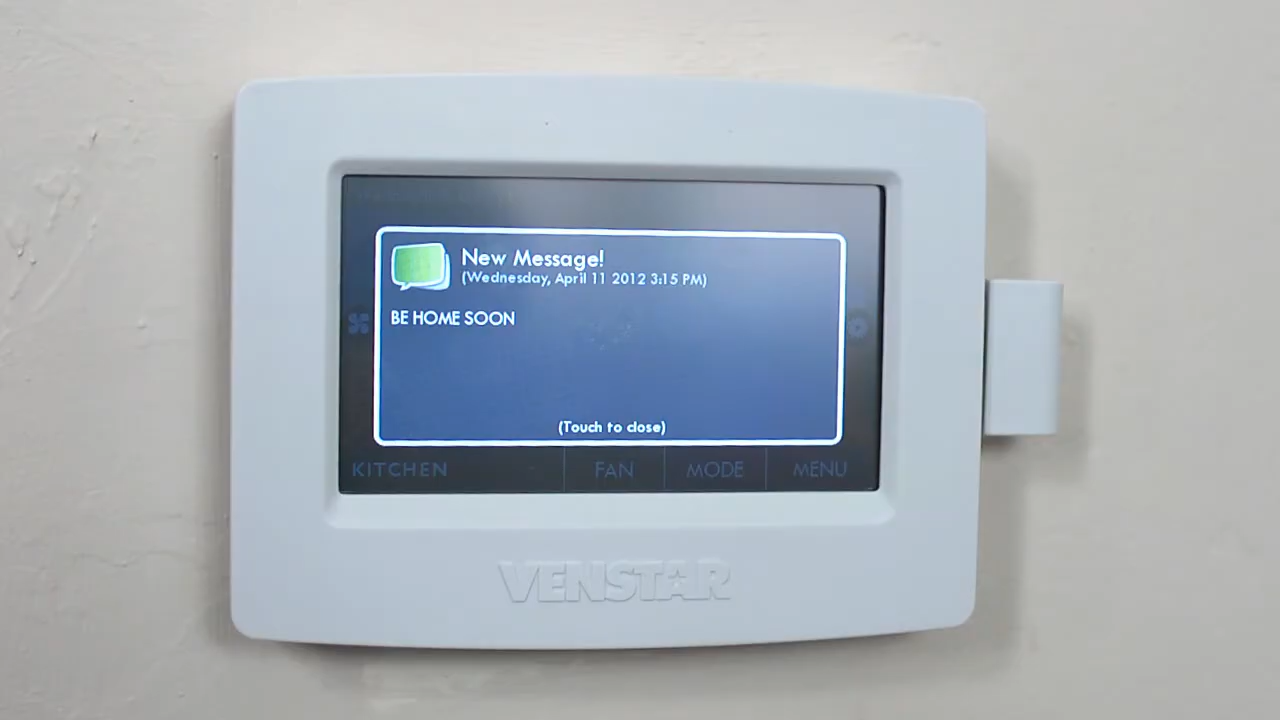 New Message!
(Wednesday, April 11 2012 3:15 PM)
BE HOME SOON
(Touch to close)
KITCHEN FAN MODE MENU
VENSTAR